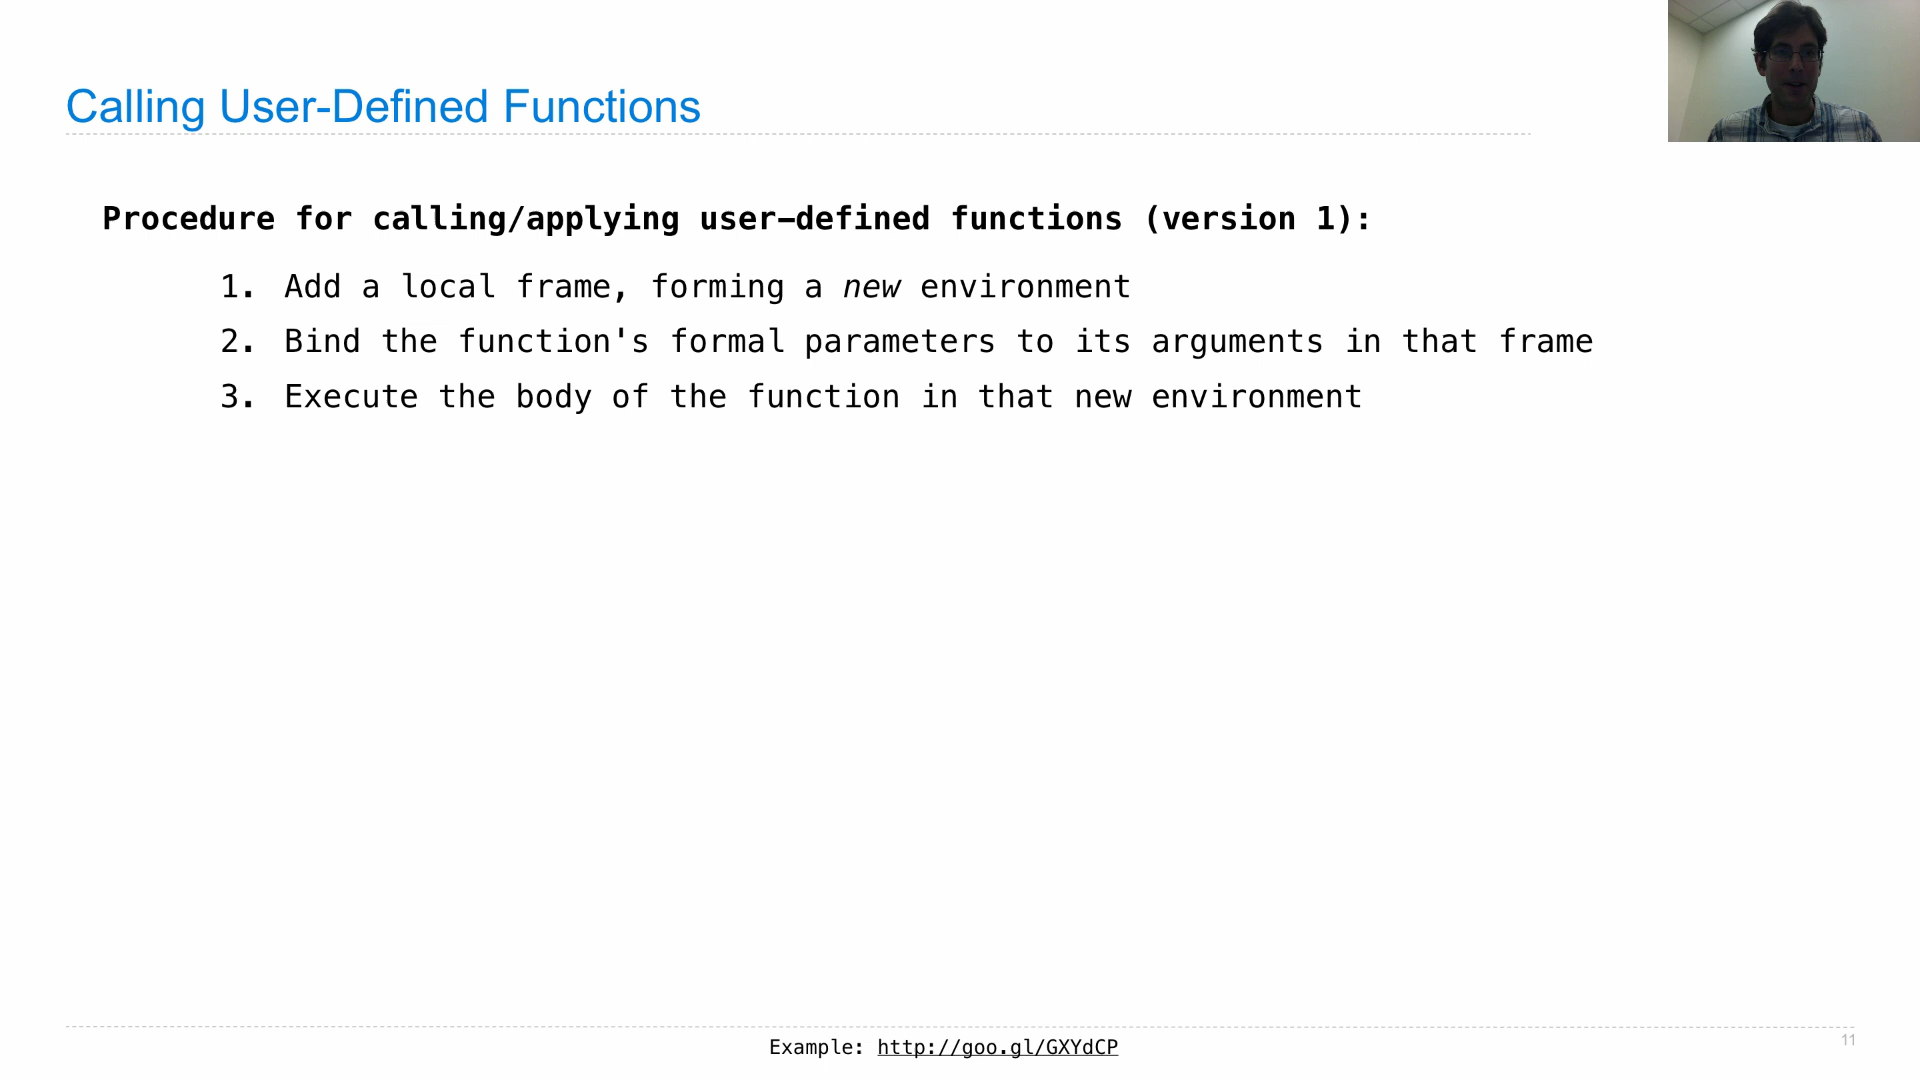 Calling User-Defined Functions
Procedure for calling/applying user-defined functions (version 1):
1. Add a local frame, forming a new environment
2. Bind the function's formal parameters to its arguments in that frame
3. Execute the body of the function in that new environment
Example: http://goo.gl/GXYdCP
11